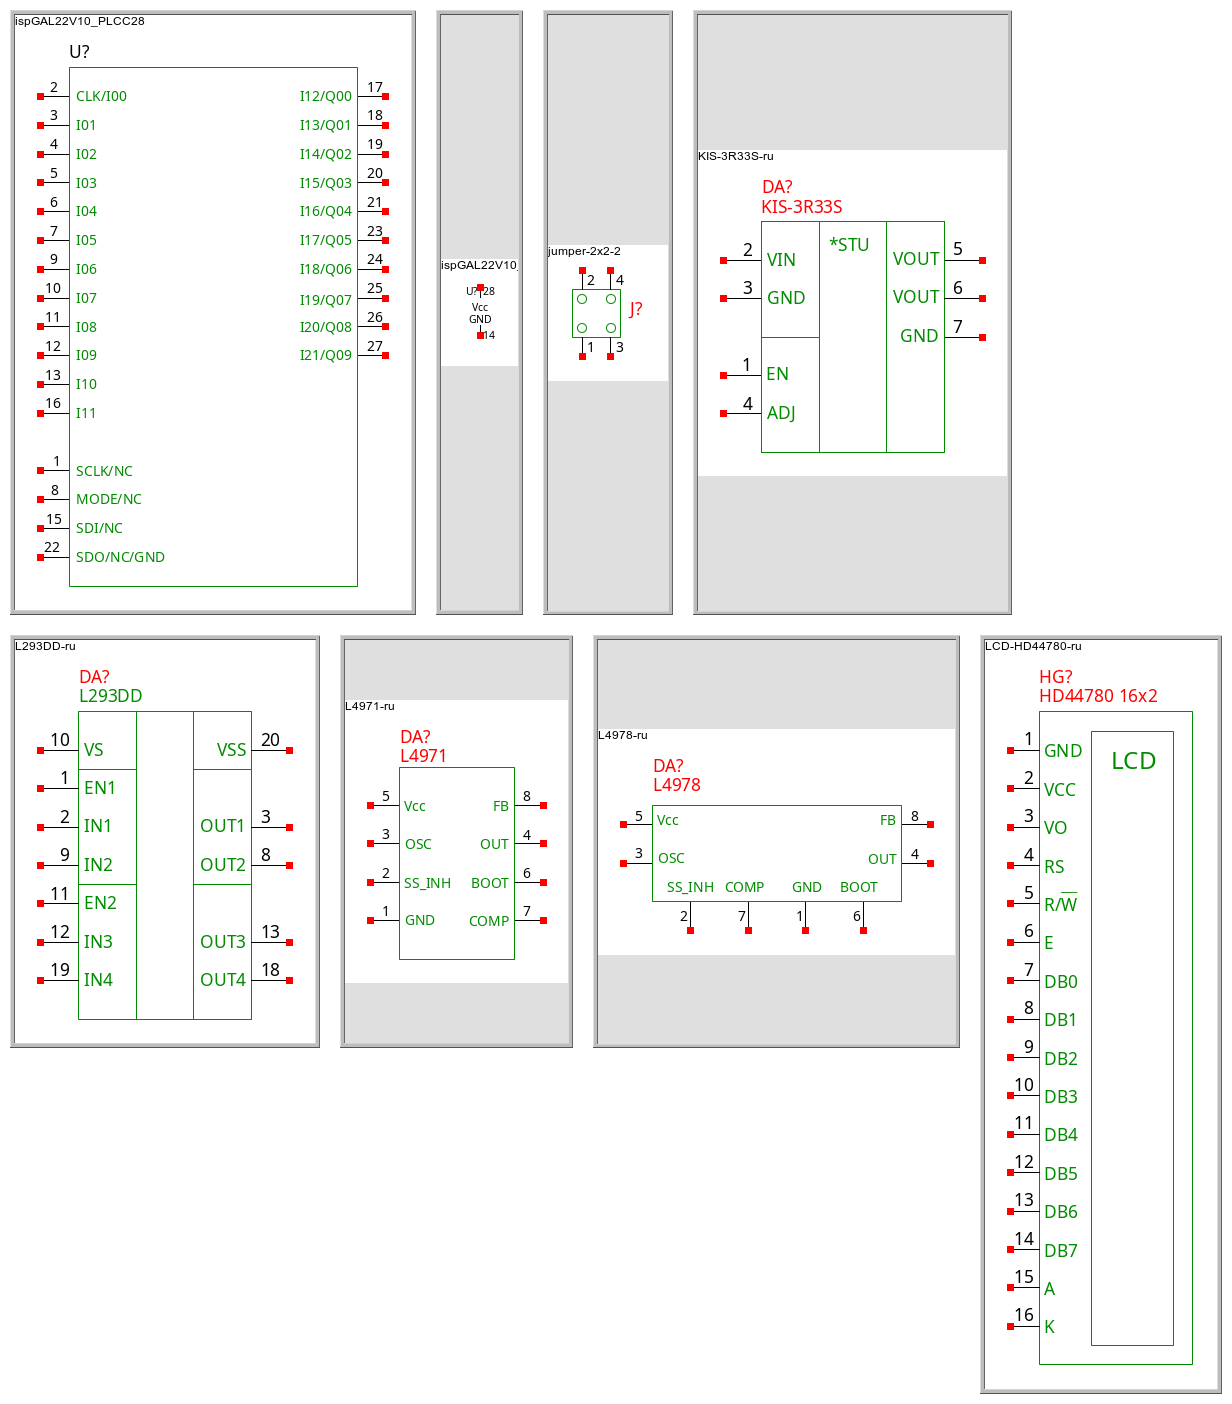 ispGAL22V10_PLCC28
U?
2 CLK/I00 I12/Q00 17
3 I01 I13/Q01 18
4 I02 I14/Q02 19
5 I03 I15/Q03 20
6 I04 I16/Q04 21
7 I05 I17/Q05 23
9 I06 I18/Q06 24
10 I07 I19/Q07 25
11 I08 I20/Q08 26
12 I09 I21/Q09 27
13 I10
16 I11
1 SCLK/NC
8 MODE/NC
15 SDI/NC
22 SDO/NC/GND
ispGAL22V10_
U? 28
Vcc
GND
14
jumper-2x2-2
2 4
J?
1 3
KIS-3R33S-ru
DA?
KIS-3R33S
*STU
2 VIN VOUT 5
3 GND VOUT 6
GND 7
1 EN
4 ADJ
L293DD-ru
DA?
L293DD
10 VS VSS 20
1 EN1
2 IN1 OUT1 3
9 IN2 OUT2 8
11 EN2
12 IN3 OUT3 13
19 IN4 OUT4 18
L4971-ru
DA?
L4971
5 Vcc FB 8
3 OSC OUT 4
2 SS_INH BOOT 6
1 GND COMP 7
L4978-ru
DA?
L4978
5 Vcc FB 8
3 OSC OUT 4
SS_INH COMP GND BOOT
2 7 1 6
LCD-HD44780-ru
HG?
HD44780 16x2
LCD
1 GND
2 VCC
3 VO
4 RS
5 R/W̅
6 E
7 DB0
8 DB1
9 DB2
10 DB3
11 DB4
12 DB5
13 DB6
14 DB7
15 A
16 K